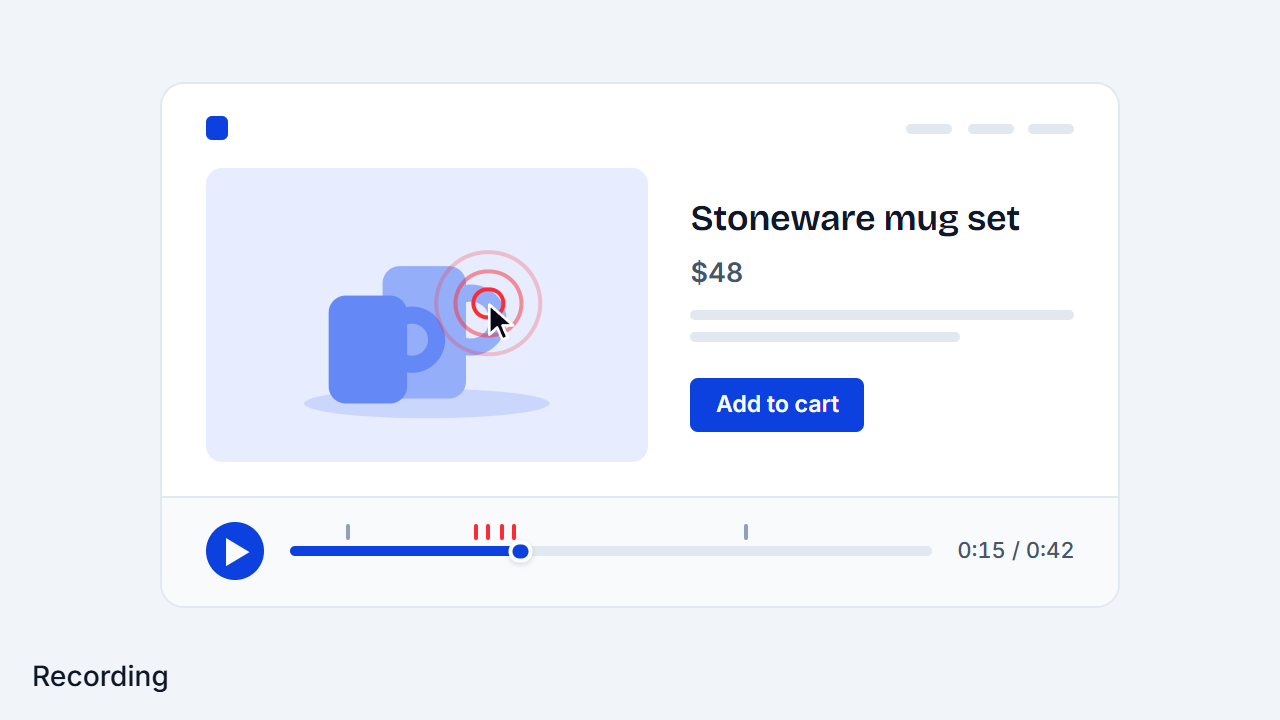 Stoneware mug set
$48
Add to cart
0:15 / 0:42
Recording